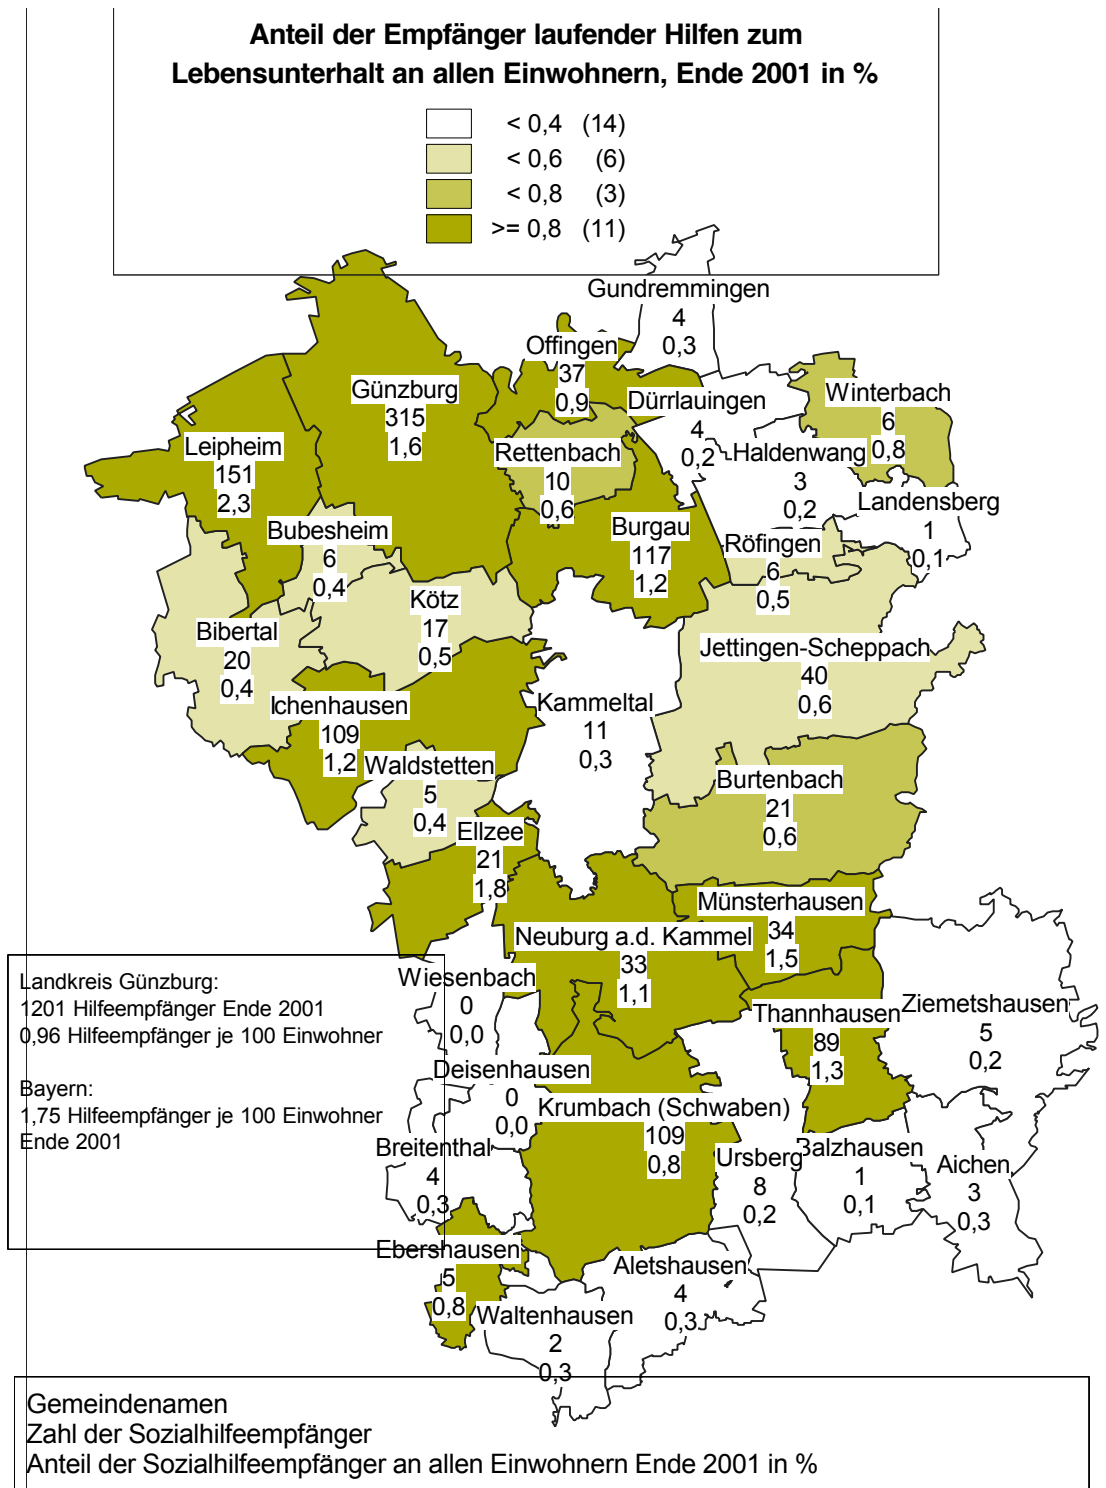 Anteil der Empfänger laufender Hilfen zum
Lebensunterhalt an allen Einwohnern, Ende 2001 in %
< 0,4 (14)
< 0,6 (6)
< 0,8 (3)
>= 0,8 (11)
Gundremmingen
4
0,3
Offingen
37
0,9
Günzburg
315
1,6
Dürrlauingen
4
0,2
Winterbach
6
0,8
Leipheim
151
2,3
Rettenbach
10
0,6
Haldenwang
3
0,2
Landensberg
1
0,1
Bubesheim
6
0,4
Burgau
117
1,2
Röfingen
6
0,5
Kötz
17
0,5
Bibertal
20
0,4
Jettingen-Scheppach
40
0,6
Ichenhausen
109
1,2
Kammeltal
11
0,3
Waldstetten
5
0,4
Burtenbach
21
0,6
Ellzee
21
1,8
Münsterhausen
34
1,5
Neuburg a.d. Kammel
33
1,1
Landkreis Günzburg:
1201 Hilfeempfänger Ende 2001
0,96 Hilfeempfänger je 100 Einwohner
Bayern:
1,75 Hilfeempfänger je 100 Einwohner
Ende 2001
Wiesenbach
0
0,0
Thannhausen
89
1,3
Ziemetshausen
5
0,2
Deisenhausen
0
0,0
Krumbach (Schwaben)
109
0,8
Breitenthal
4
0,3
Ursberg
8
0,2
Balzhausen
1
0,1
Aichen
3
0,3
Ebershausen
5
0,8
Aletshausen
4
0,3
Waltenhausen
2
0,3
Gemeindenamen
Zahl der Sozialhilfeempfänger
Anteil der Sozialhilfeempfänger an allen Einwohnern Ende 2001 in %